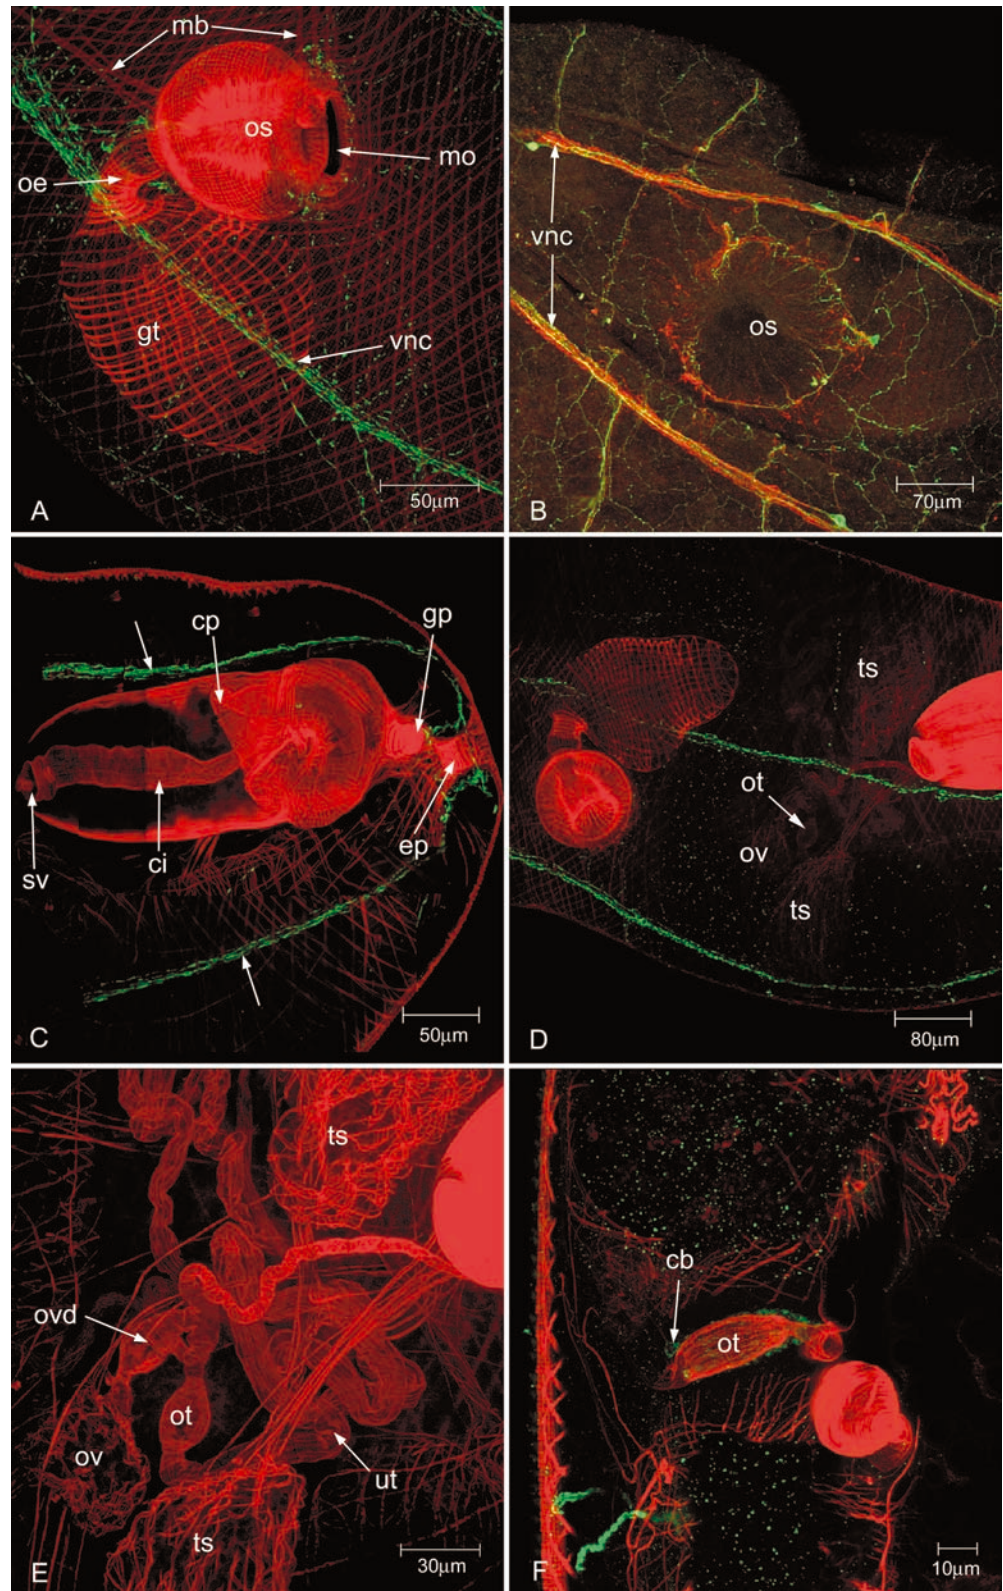 mb
os
mo
oe
gt
vnc
A
50µm
vnc
os
B
70µm
cp
gp
sv
ci
ep
C
50µm
ts
ot
ov
ts
D
80µm
ts
ovd
ot
ov
ut
ts
E
30µm
cb
ot
F
10µm